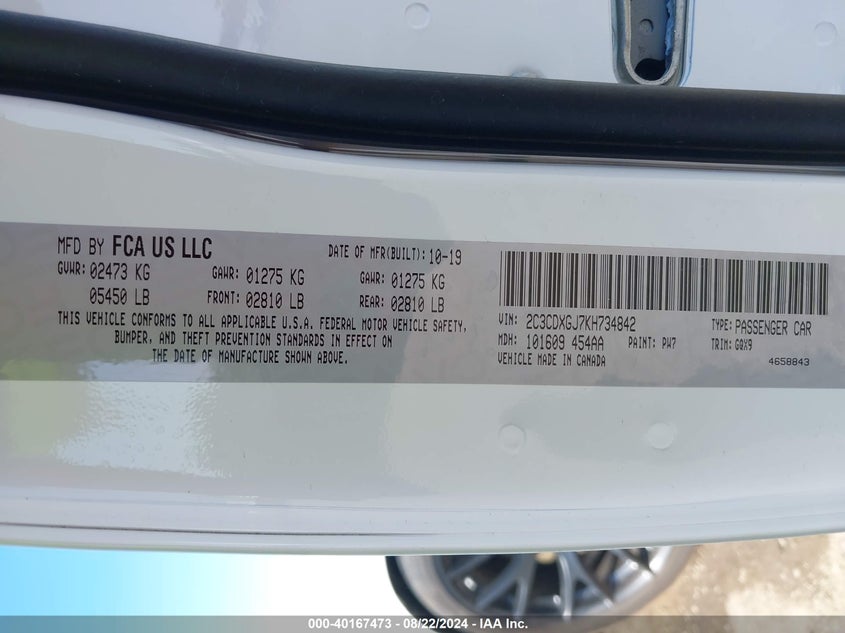 MFD BY FCA US LLC
DATE OF MFR(BUILT): 10-19
GVWR: 02473 KG GAWR: 01275 KG GAWR: 01275 KG
05450 LB FRONT: 02810 LB REAR: 02810 LB
THIS VEHICLE CONFORMS TO ALL APPLICABLE U.S.A. FEDERAL MOTOR VEHICLE SAFETY,
BUMPER, AND THEFT PREVENTION STANDARDS IN EFFECT ON
THE DATE OF MANUFACTURE SHOWN ABOVE.
VIN: 2C3CDXGJ7KH734842 TYPE: PASSENGER CAR
MDH: 101609 454AA PAINT: PW7 TRIM: GQX9
VEHICLE MADE IN CANADA 4658843
000-40167473 - 08/22/2024 - IAA Inc.